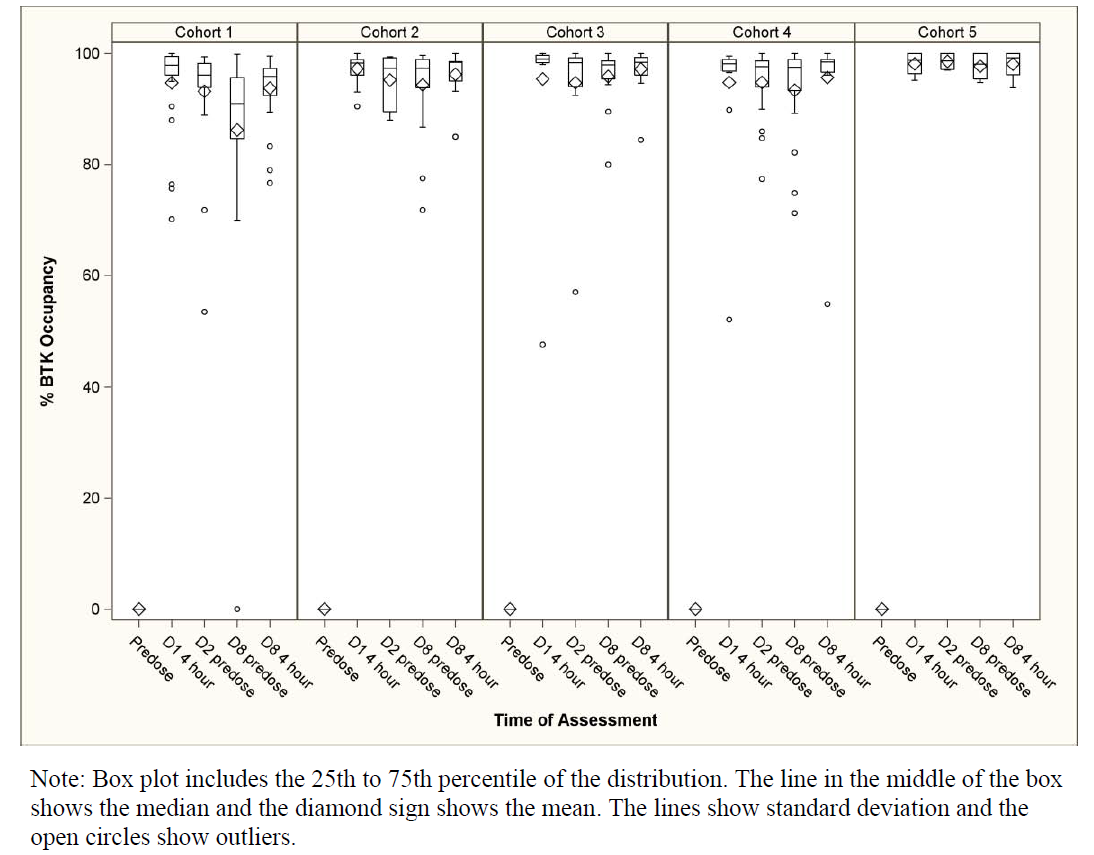 Cohort 1 Cohort 2 Cohort 3 Cohort 4 Cohort 5
100
80
60
40
20
0
% BTK Occupancy
Predose D1 4 hour D2 predose D8 predose D8 4 hour Predose D1 4 hour D2 predose D8 predose D8 4 hour Predose D1 4 hour D2 predose D8 predose D8 4 hour Predose D1 4 hour D2 predose D8 predose D8 4 hour Predose D1 4 hour D2 predose D8 predose D8 4 hour
Time of Assessment
Note: Box plot includes the 25th to 75th percentile of the distribution. The line in the middle of the box
shows the median and the diamond sign shows the mean. The lines show standard deviation and the
open circles show outliers.